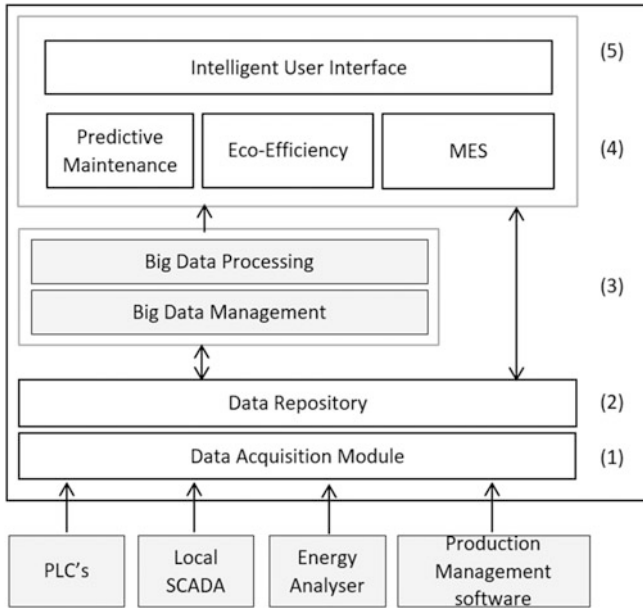 Intelligent User Interface
(5)
Predictive
Maintenance
Eco-Efficiency
MES
(4)
Big Data Processing
Big Data Management
(3)
Data Repository
(2)
Data Acquisition Module
(1)
PLC's
Local
SCADA
Energy
Analyser
Production
Management
software